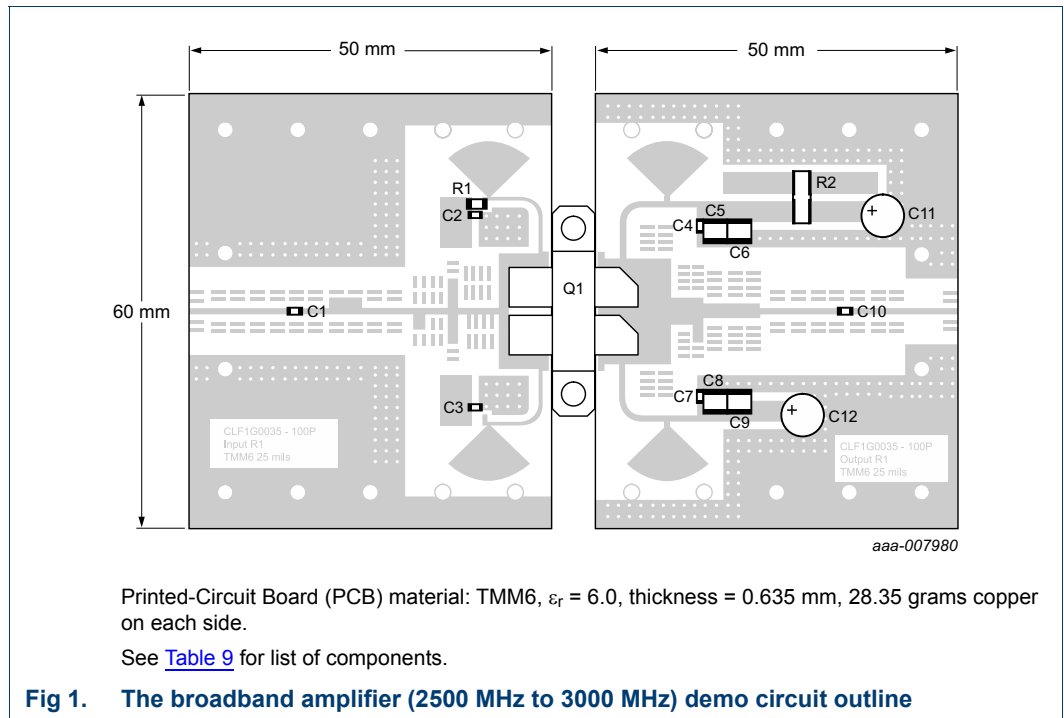 50 mm
50 mm
60 mm
R1
C2
C1
C3
Q1
R2
C11
C5
C4
C6
C10
C8
C7
C9
C12
CLF1G0035 - 100P
Input R1
TMM6 25 mils
CLF1G0035 - 100P
Output R1
TMM6 25 mils
aaa-007980
Printed-Circuit Board (PCB) material: TMM6, εr = 6.0, thickness = 0.635 mm, 28.35 grams copper
on each side.
See Table 9 for list of components.
Fig 1. The broadband amplifier (2500 MHz to 3000 MHz) demo circuit outline